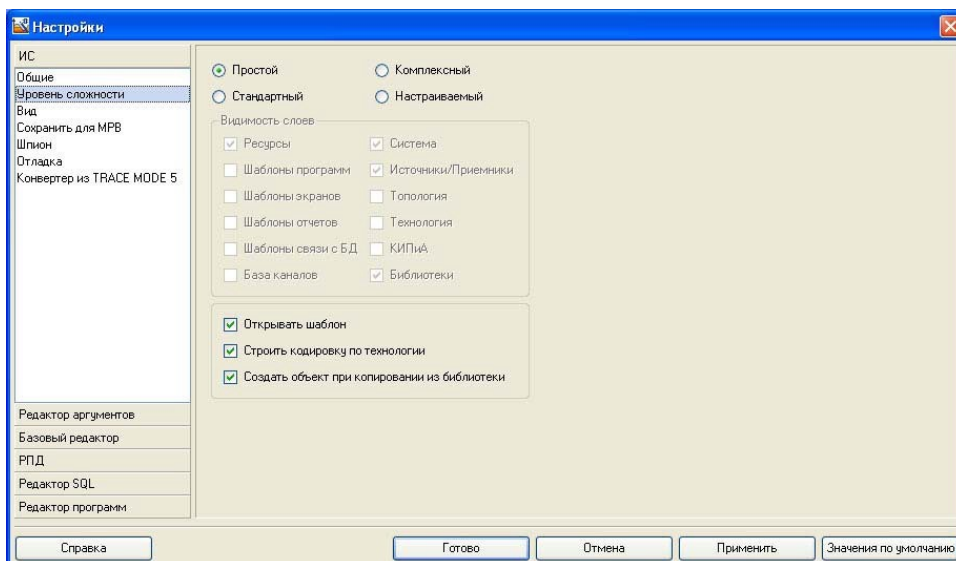 Настройки
ИС
Общие
Уровень сложности
Вид
Сохранить для МРВ
Шпион
Отладка
Конвертер из TRACE MODE 5
Редактор аргументов
Базовый редактор
РПД
Редактор SQL
Редактор программ
Простой Комплексный
Стандартный Настраиваемый
Видимость слоев
Ресурсы Система
Шаблоны программ Источники/Приемники
Шаблоны экранов Топология
Шаблоны отчетов Технология
Шаблоны связи с БД КИПиА
База каналов Библиотеки
Открывать шаблон
Строить кодировку по технологии
Создать объект при копировании из библиотеки
Справка Готово Отмена Применить Значения по умолчанию